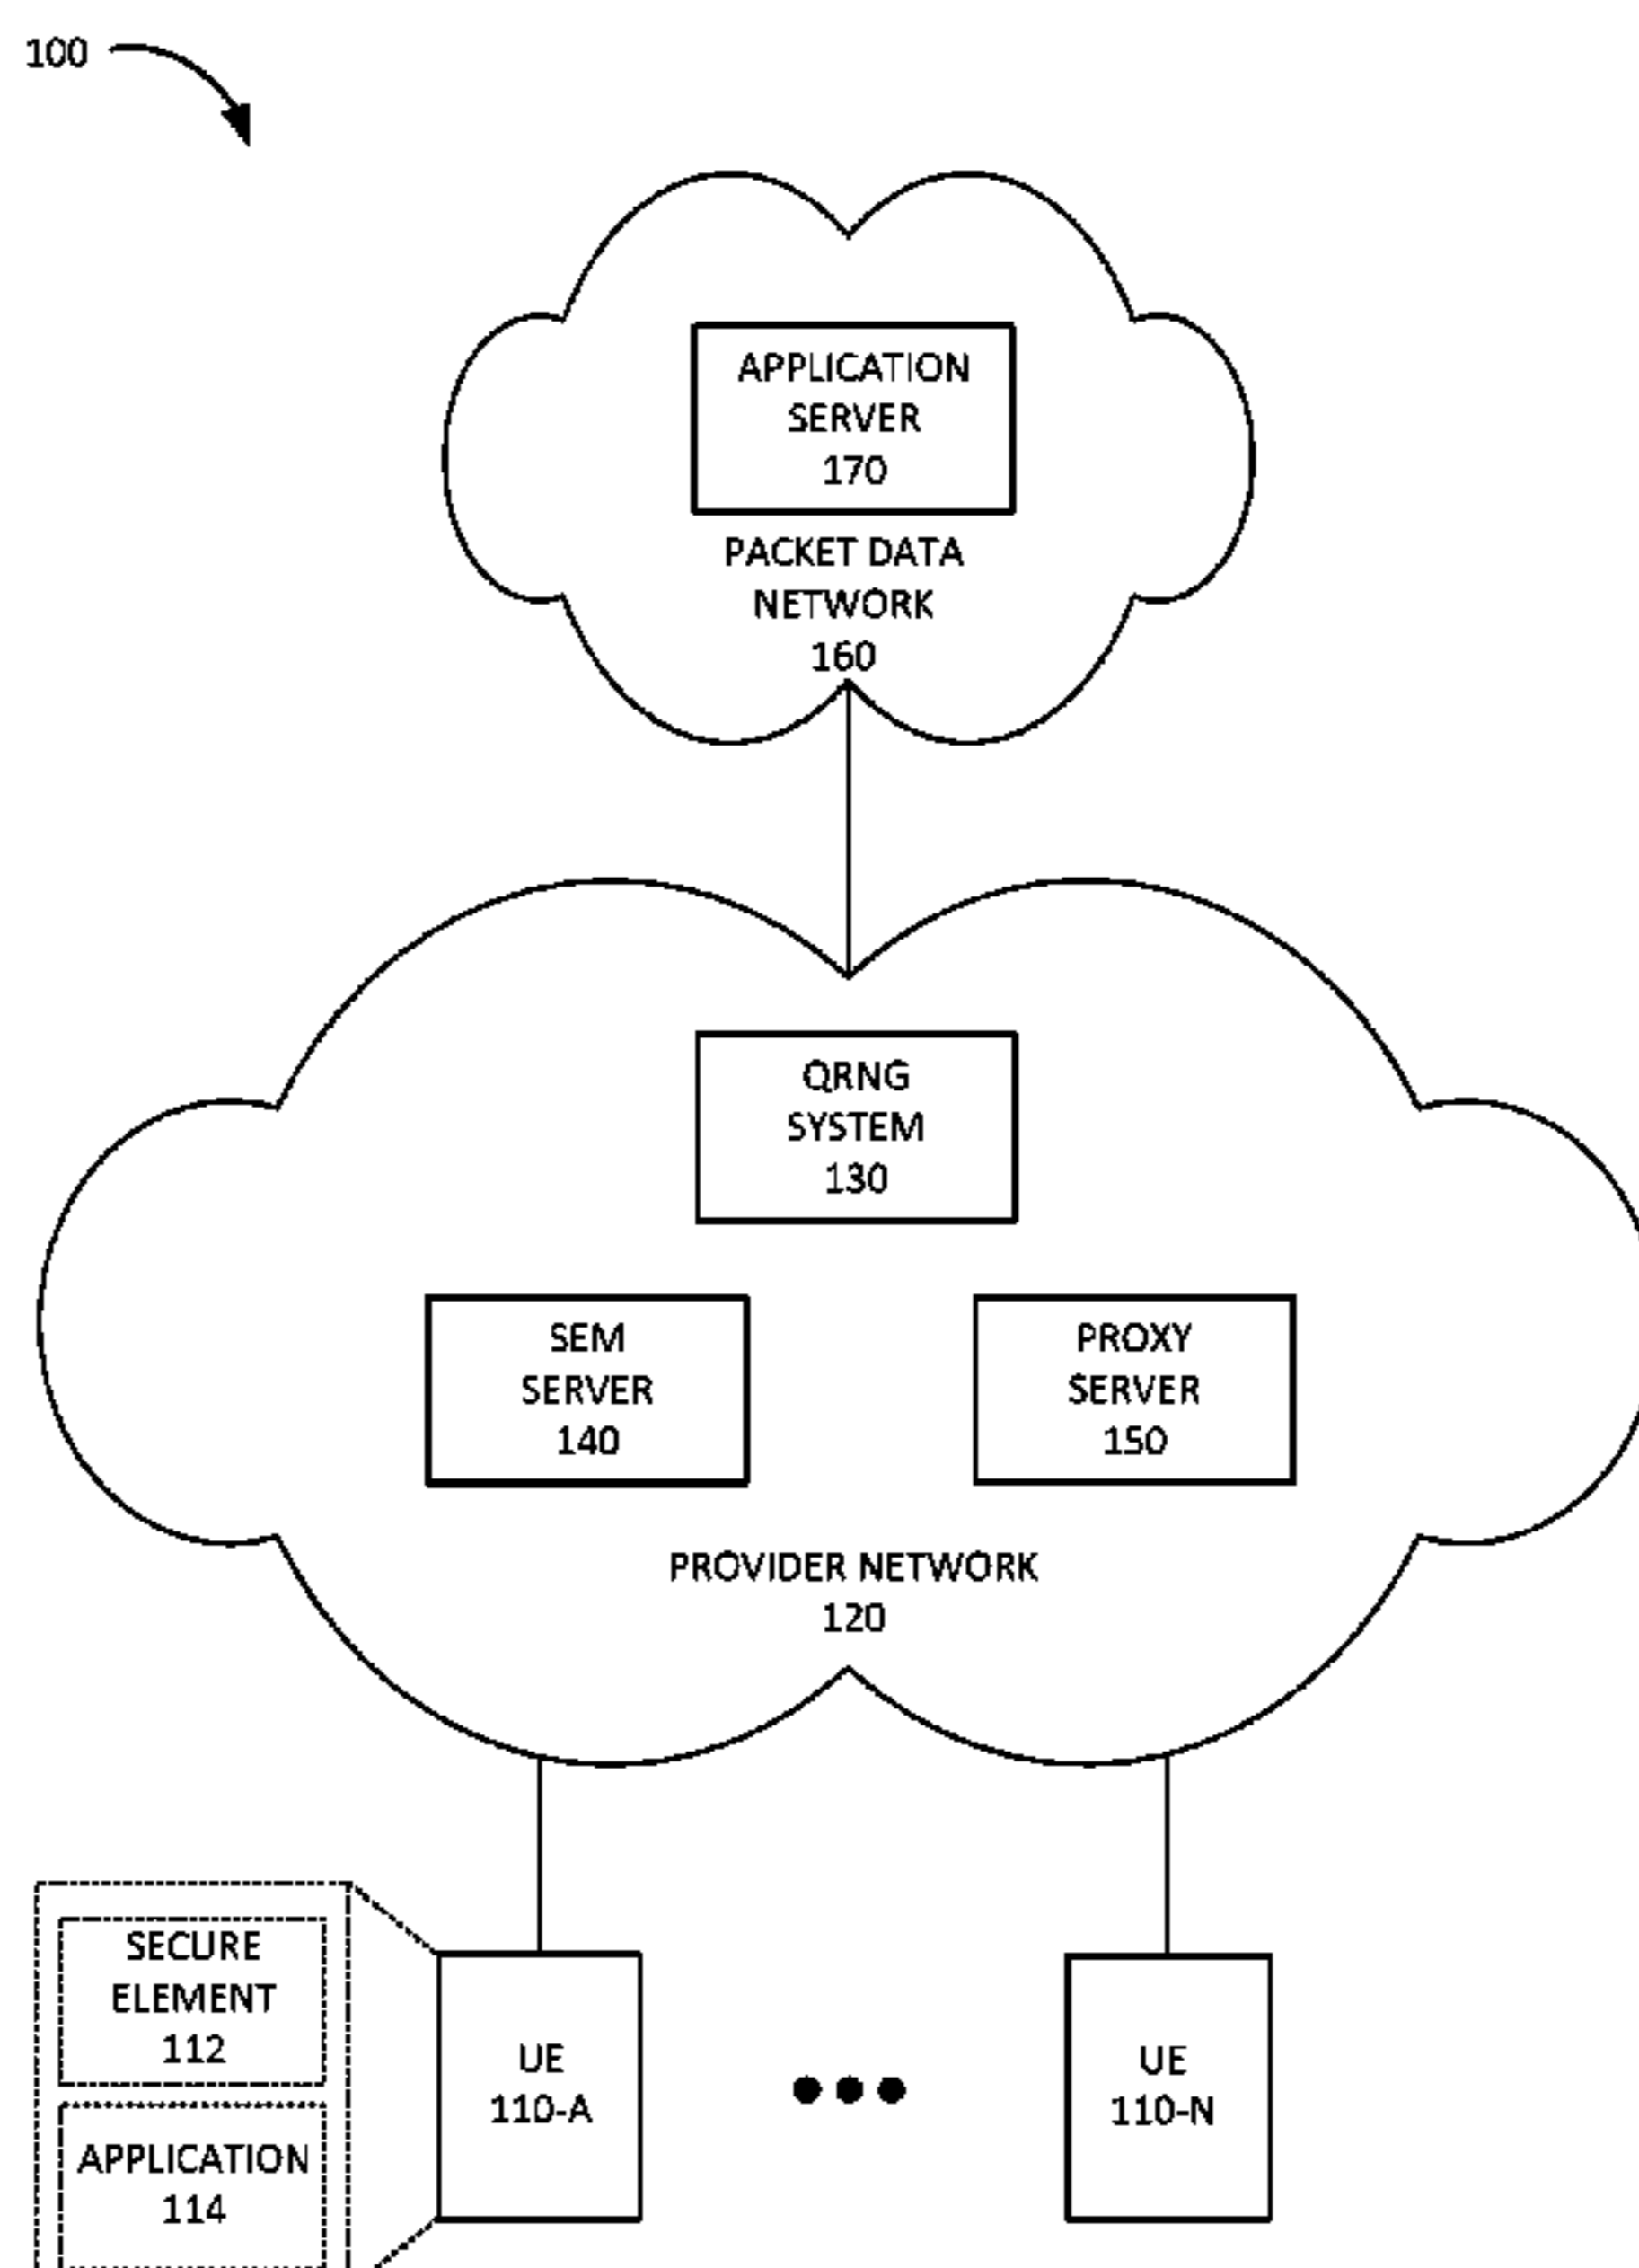 100
APPLICATION
SERVER
170
PACKET DATA
NETWORK
160
QRNG
SYSTEM
130
SEM
SERVER
140
PROXY
SERVER
150
PROVIDER NETWORK
120
SECURE
ELEMENT
112
APPLICATION
114
UE
110-A
UE
110-N